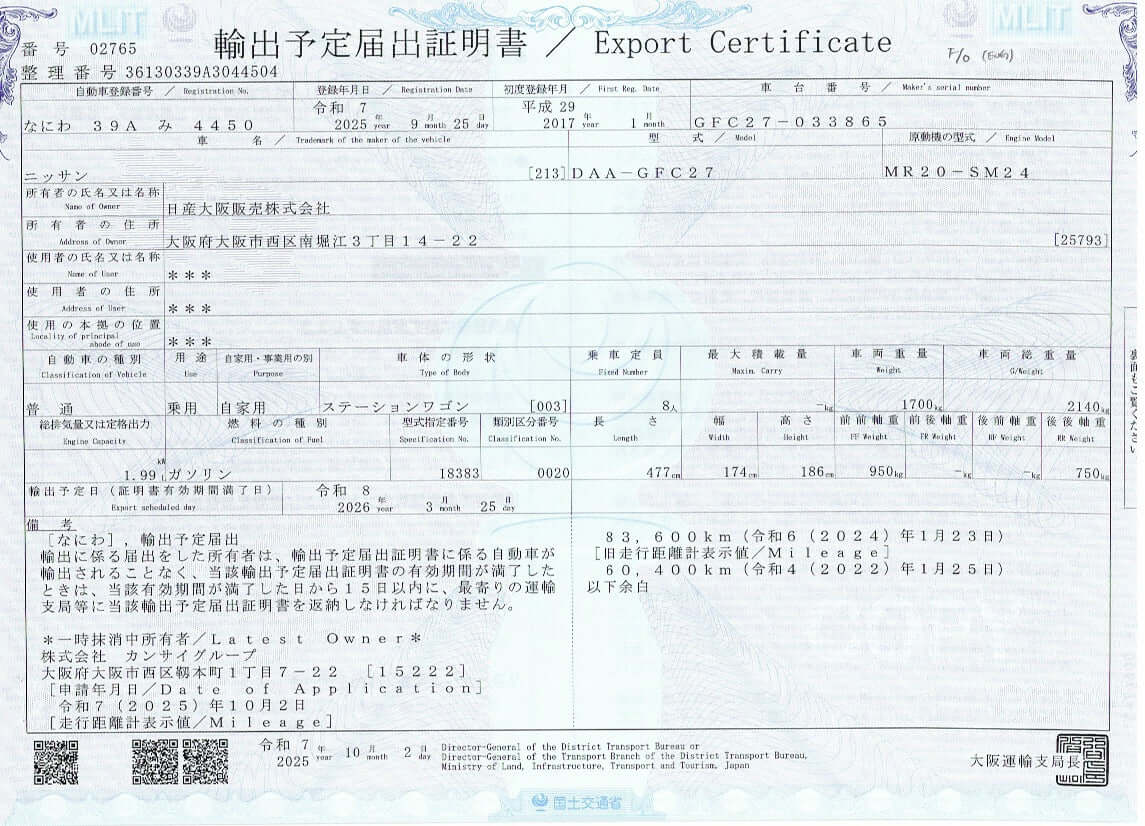 MLIT
MLIT
番 号 02765
輸出予定届出証明書 ／ Export Certificate
整理番号 36130339A3044504
自動車登録番号 ／ Registration No.
登録年月日 ／ Registration Date
初度登録年月 ／ First Reg. Date
車 台 番 号 ／ Maker's serial number
なにわ 39A み 4450
令和 7
2025 年 year 9 月 month 25 日 day
平成 29
2017 年 year 1 月 month
GFC27-033865
車 名 ／ Trademark of the maker of the vehicle
型 式 ／ Model
原動機の型式 ／ Engine Model
ニッサン [213]
DAA-GFC27
MR20-SM24
所有者の氏名又は名称
Name of Owner
日産大阪販売株式会社
所有者の住所
Address of Owner
大阪府大阪市西区南堀江3丁目14-22 [25793]
使用者の氏名又は名称
Name of User
＊＊＊
使用者の住所
Address of User
＊＊＊
使用の本拠の位置
Locality of principal abode of use
＊＊＊
自動車の種別
Classification of Vehicle
用途
Use
自家用・事業用の別
Purpose
車体の形状
Type of Body
乗車定員
Fixed Number
最大積載量
Maxim. Carry
車両重量
Weight
車両総重量
G/Weight
普通
乗用
自家用
ステーションワゴン [003]
8人
-kg
1700kg
2140kg
総排気量又は定格出力
Engine Capacity
燃料の種別
Classification of Fuel
型式指定番号
Specification No.
類別区分番号
Classification No.
長さ
Length
幅
Width
高さ
Height
前前軸重
FF Weight
前後軸重
FR Weight
後前軸重
RF Weight
後後軸重
RR Weight
kW
1.99 L
ガソリン
18383
0020
477cm
174cm
186cm
950kg
-kg
-kg
750kg
輸出予定日（証明書有効期間満了日）
Export scheduled day
令和 8
2026 年 year 3 月 month 25 日 day
備 考
［なにわ］，輸出予定届出
輸出に係る届出をした所有者は、輸出予定届出証明書に係る自動車が
輸出されることなく、当該輸出予定届出証明書の有効期間が満了した
ときは、当該有効期間が満了した日から15日以内に、最寄りの運輸
支局等に当該輸出予定届出証明書を返納しなければなりません。
＊一時抹消中所有者／Latest Owner＊
株式会社 カンサイグループ
大阪府大阪市西区靱本町1丁目7-22 [15222]
［申請年月日／Date of Application］
令和7（2025）年10月2日
［走行距離計表示値／Mileage］
83,600km（令和6（2024）年1月23日）
［旧走行距離計表示値／Mileage］
60,400km（令和4（2022）年1月25日）
以下余白
令和 7
2025 年 year 10 月 month 2 日 day
Director-General of the District Transport Bureau or
Director-General of the Transport Branch of the District Transport Bureau,
Ministry of Land, Infrastructure, Transport and Tourism, Japan
大阪運輸支局長
国土交通省